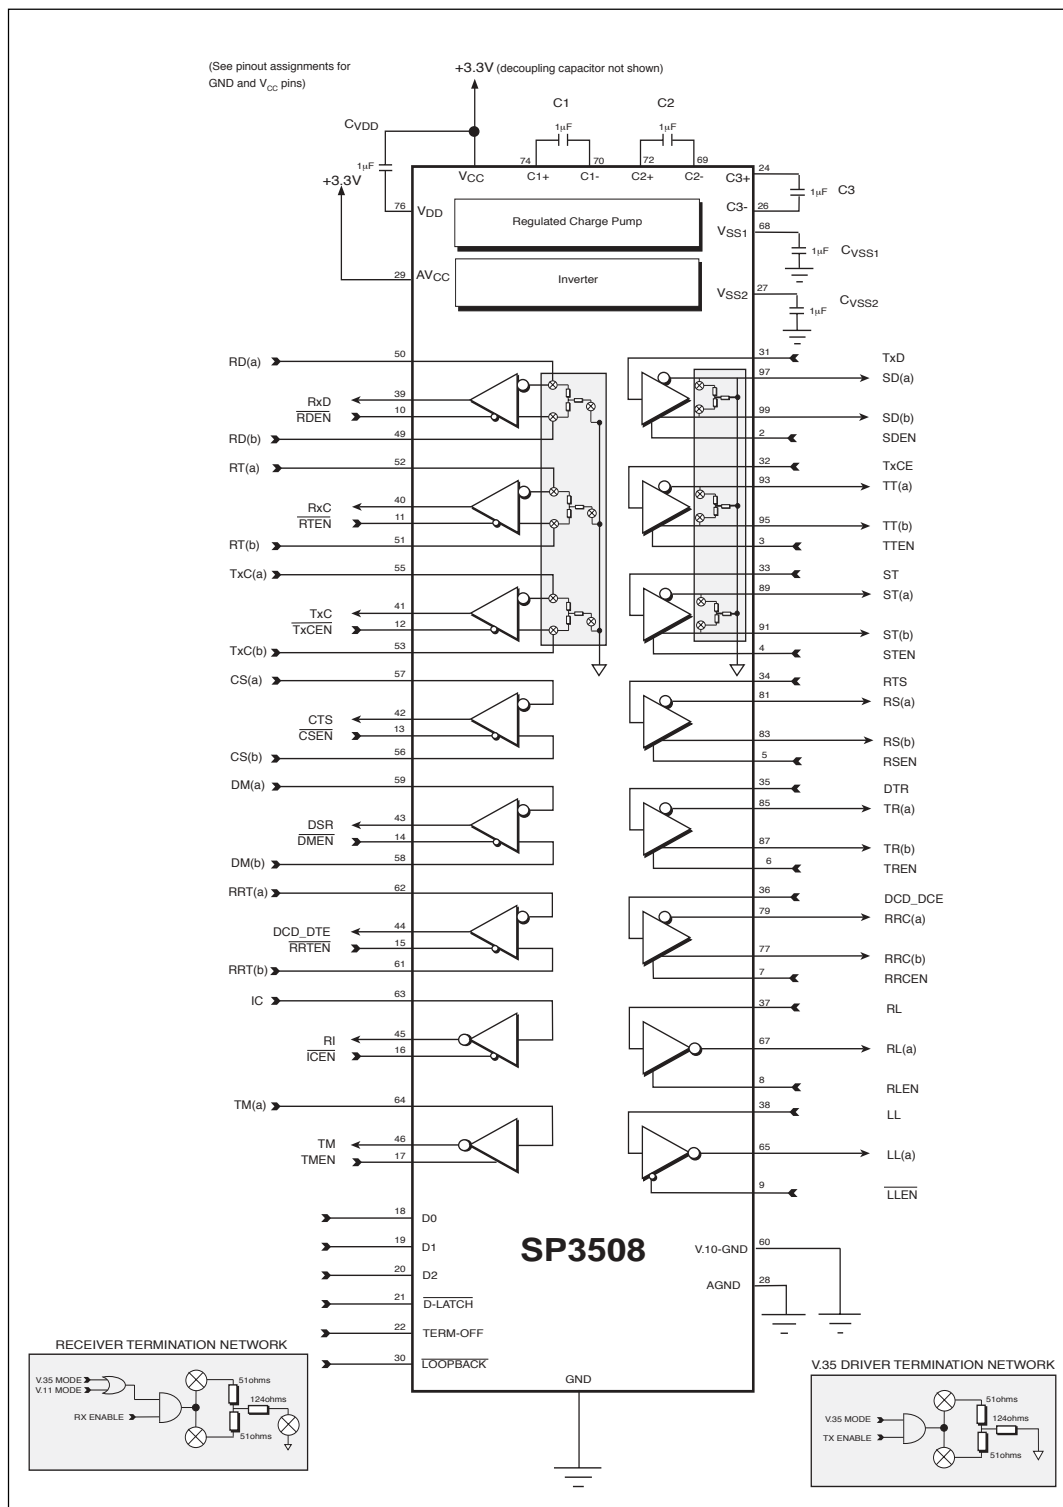 (See pinout assignments for
GND and VCC pins)
+3.3V (decoupling capacitor not shown)
CVDD
1µF
+3.3V
C1
1µF
C2
1µF
74
70
72
69
VCC
C1+
C1-
C2+
C2-
24
C3+
1µF
C3
C3-
26
76
VDD
Regulated Charge Pump
VSS1
68
1µF
CVSS1
29
AVCC
Inverter
VSS2
27
1µF
CVSS2
RD(a)
50
RxD
39
RDEN
10
RD(b)
49
RT(a)
52
RxC
40
RTEN
11
RT(b)
51
TxC(a)
55
TxC
41
TxCEN
12
TxC(b)
53
CS(a)
57
CTS
42
CSEN
13
CS(b)
56
DM(a)
59
DSR
43
DMEN
14
DM(b)
58
RRT(a)
62
DCD_DTE
44
RRTEN
15
RRT(b)
61
IC
63
RI
45
ICEN
16
TM(a)
64
TM
46
TMEN
17
31
TxD
97
SD(a)
99
SD(b)
2
SDEN
32
TxCE
93
TT(a)
95
TT(b)
3
TTEN
33
ST
89
ST(a)
91
ST(b)
4
STEN
34
RTS
81
RS(a)
83
RS(b)
5
RSEN
35
DTR
85
TR(a)
87
TR(b)
6
TREN
36
DCD_DCE
79
RRC(a)
77
RRC(b)
7
RRCEN
37
RL
67
RL(a)
8
RLEN
38
LL
65
LL(a)
9
LLEN
18
D0
19
D1
20
D2
21
D-LATCH
22
TERM-OFF
30
LOOPBACK
SP3508
V.10-GND
60
AGND
28
GND
RECEIVER TERMINATION NETWORK
V.35 MODE
V.11 MODE
RX ENABLE
51ohms
124ohms
51ohms
V.35 DRIVER TERMINATION NETWORK
V.35 MODE
TX ENABLE
51ohms
124ohms
51ohms